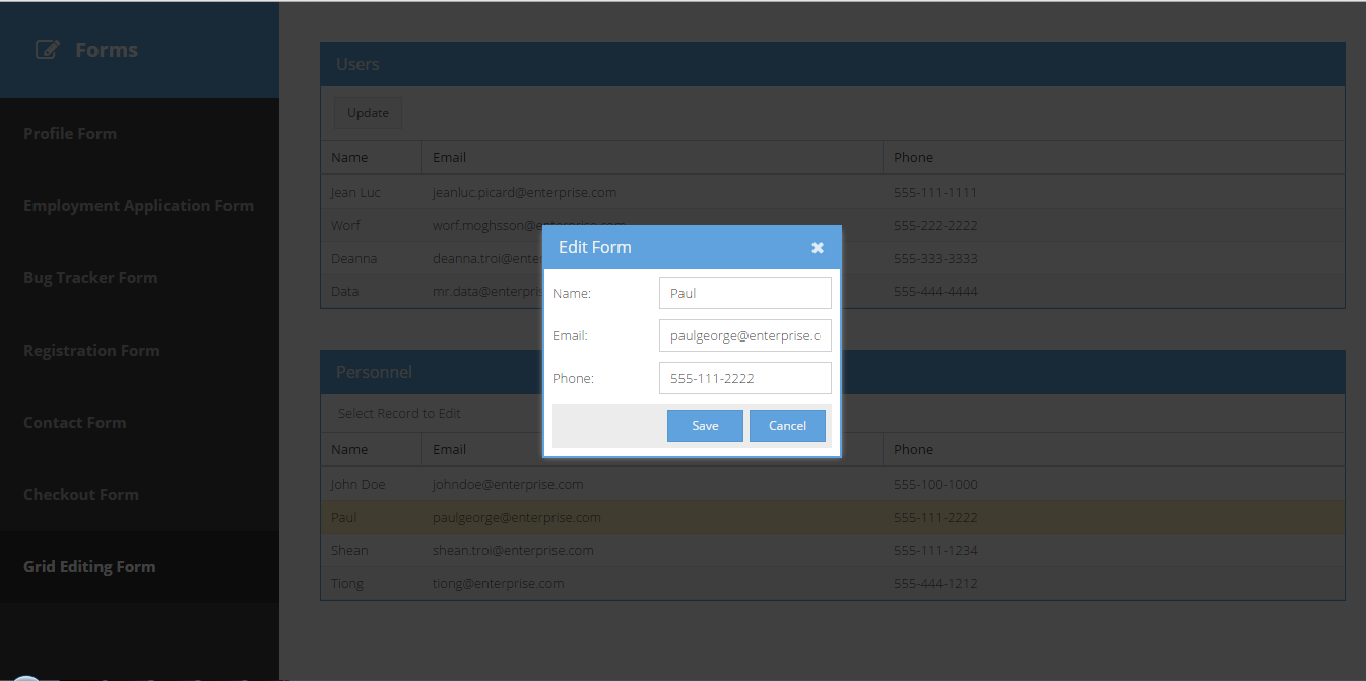 Forms
Profile Form
Employment Application Form
Bug Tracker Form
Registration Form
Contact Form
Checkout Form
Grid Editing Form
Users
Update
Name Email Phone
Jean Luc jeanluc.picard@enterprise.com 555-111-1111
Worf worf.moghsson@enterprise.com 555-222-2222
Deanna deanna.troi@ente 555-333-3333
Data mr.data@enterpri 555-444-4444
Edit Form
Name: Paul
Email: paulgeorge@enterprise.c
Phone: 555-111-2222
Save Cancel
Personnel
Select Record to Edit
Name Email Phone
John Doe johndoe@enterprise.com 555-100-1000
Paul paulgeorge@enterprise.com 555-111-2222
Shean shean.troi@enterprise.com 555-111-1234
Tiong tiong@enterprise.com 555-444-1212